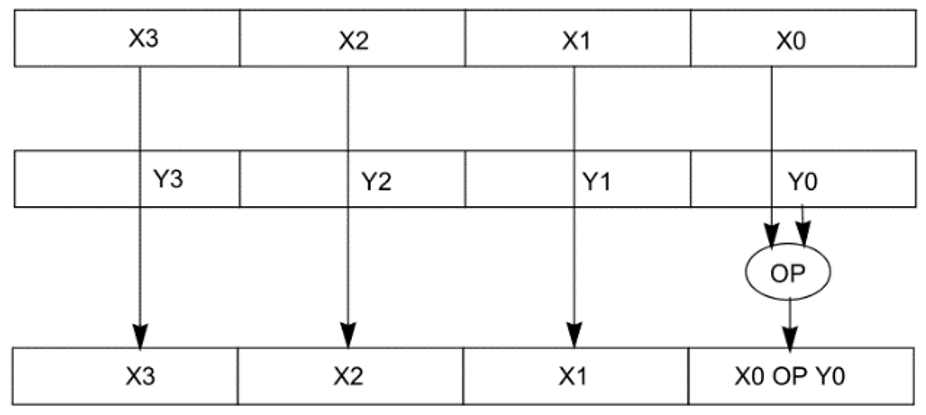 X3 X2 X1 X0
Y3 Y2 Y1 Y0
OP
X3 X2 X1 X0 OP Y0